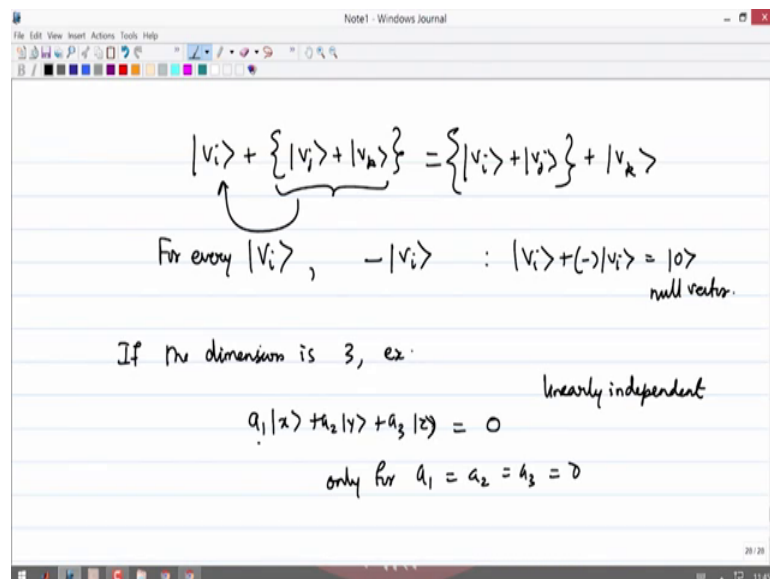 Note1 - Windows Journal
File Edit View Insert Actions Tools Help
B I
|v_i> + {|v_j> + |v_k>} = {|v_i> + |v_j>} + |v_k>
For every |v_i>, -|v_i> : |v_i> + (-)|v_i> = |0>
null vector.
If the dimension is 3, ex.
linearly independent
a_1|x> + a_2|y> + a_3|z> = 0
only for a_1 = a_2 = a_3 = 0
28/28